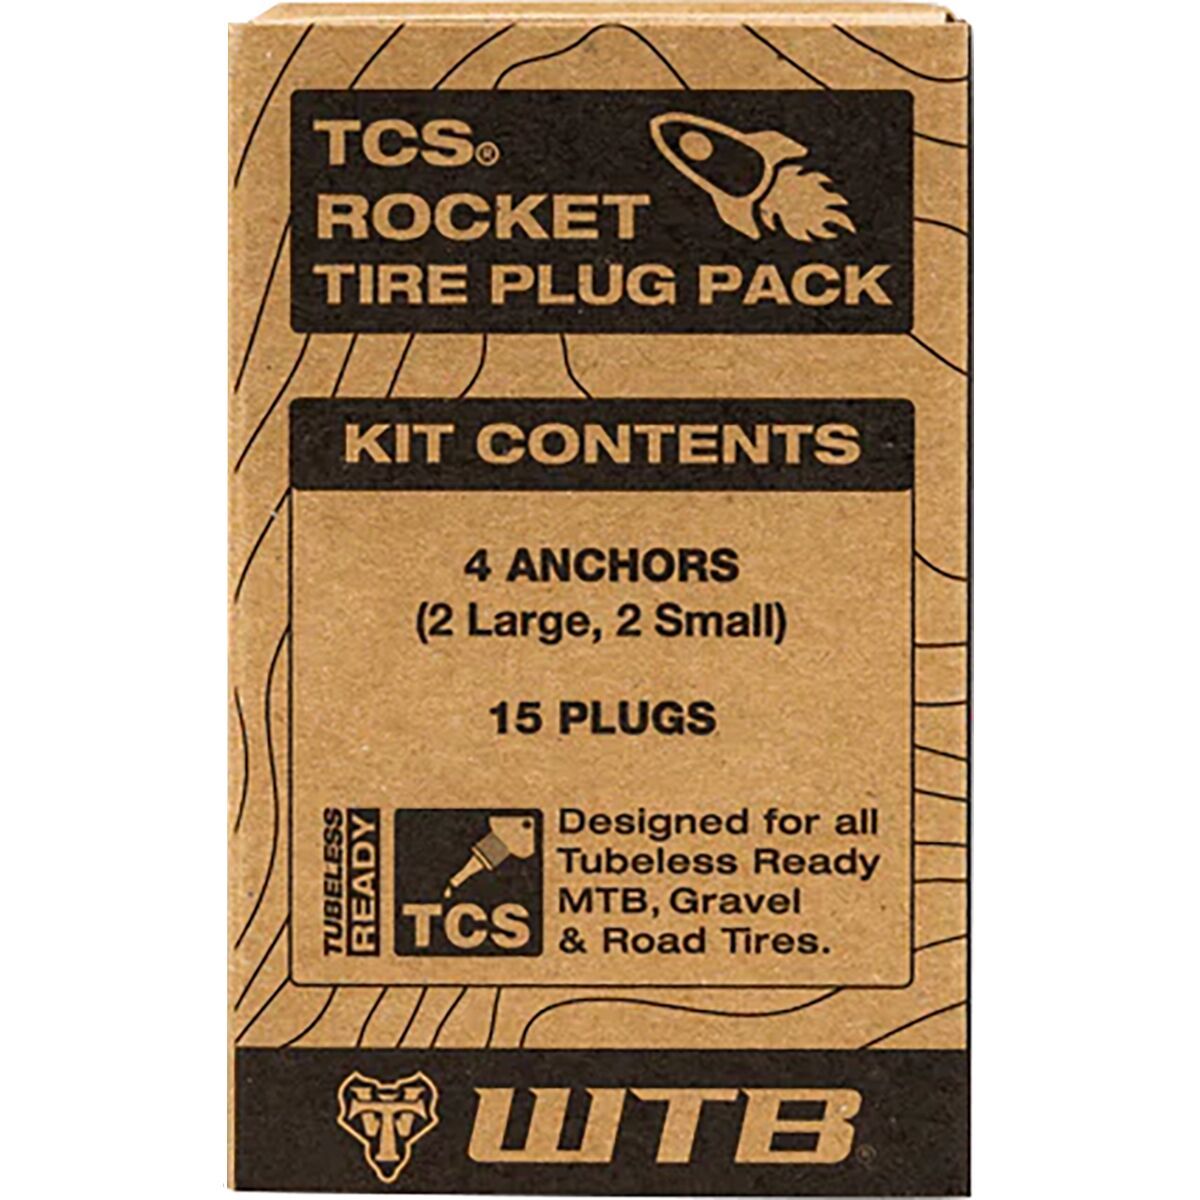 TCS®
ROCKET
TIRE PLUG PACK
KIT CONTENTS
4 ANCHORS
(2 Large, 2 Small)
15 PLUGS
TUBELESS
READY
TCS
Designed for all
Tubeless Ready
MTB, Gravel
& Road Tires.
WTB®